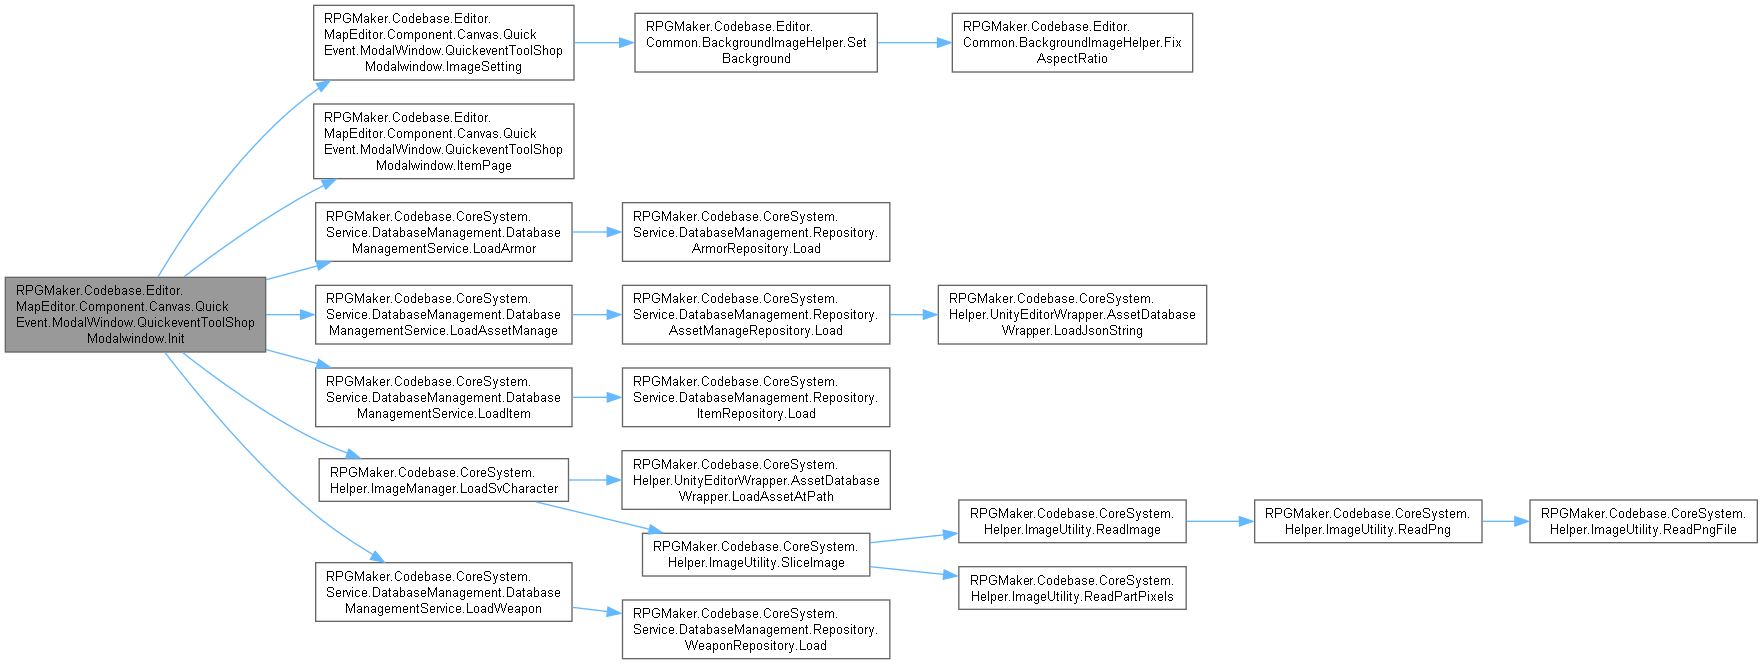 RPGMaker.Codebase.Editor.
MapEditor.Component.Canvas.Quick
Event.ModalWindow.QuickeventToolShop
Modalwindow.Init
RPGMaker.Codebase.Editor.
MapEditor.Component.Canvas.Quick
Event.ModalWindow.QuickeventToolShop
Modalwindow.ImageSetting
RPGMaker.Codebase.Editor.
Common.BackgroundImageHelper.Set
Background
RPGMaker.Codebase.Editor.
Common.BackgroundImageHelper.Fix
AspectRatio
RPGMaker.Codebase.Editor.
MapEditor.Component.Canvas.Quick
Event.ModalWindow.QuickeventToolShop
Modalwindow.ItemPage
RPGMaker.Codebase.CoreSystem.
Service.DatabaseManagement.Database
ManagementService.LoadArmor
RPGMaker.Codebase.CoreSystem.
Service.DatabaseManagement.Repository.
ArmorRepository.Load
RPGMaker.Codebase.CoreSystem.
Service.DatabaseManagement.Database
ManagementService.LoadAssetManage
RPGMaker.Codebase.CoreSystem.
Service.DatabaseManagement.Repository.
AssetManageRepository.Load
RPGMaker.Codebase.CoreSystem.
Helper.UnityEditorWrapper.AssetDatabase
Wrapper.LoadJsonString
RPGMaker.Codebase.CoreSystem.
Service.DatabaseManagement.Database
ManagementService.LoadItem
RPGMaker.Codebase.CoreSystem.
Service.DatabaseManagement.Repository.
ItemRepository.Load
RPGMaker.Codebase.CoreSystem.
Helper.ImageManager.LoadSvCharacter
RPGMaker.Codebase.CoreSystem.
Helper.UnityEditorWrapper.AssetDatabase
Wrapper.LoadAssetAtPath
RPGMaker.Codebase.CoreSystem.
Helper.ImageUtility.SliceImage
RPGMaker.Codebase.CoreSystem.
Helper.ImageUtility.ReadImage
RPGMaker.Codebase.CoreSystem.
Helper.ImageUtility.ReadPng
RPGMaker.Codebase.CoreSystem.
Helper.ImageUtility.ReadPngFile
RPGMaker.Codebase.CoreSystem.
Helper.ImageUtility.ReadPartPixels
RPGMaker.Codebase.CoreSystem.
Service.DatabaseManagement.Database
ManagementService.LoadWeapon
RPGMaker.Codebase.CoreSystem.
Service.DatabaseManagement.Repository.
WeaponRepository.Load